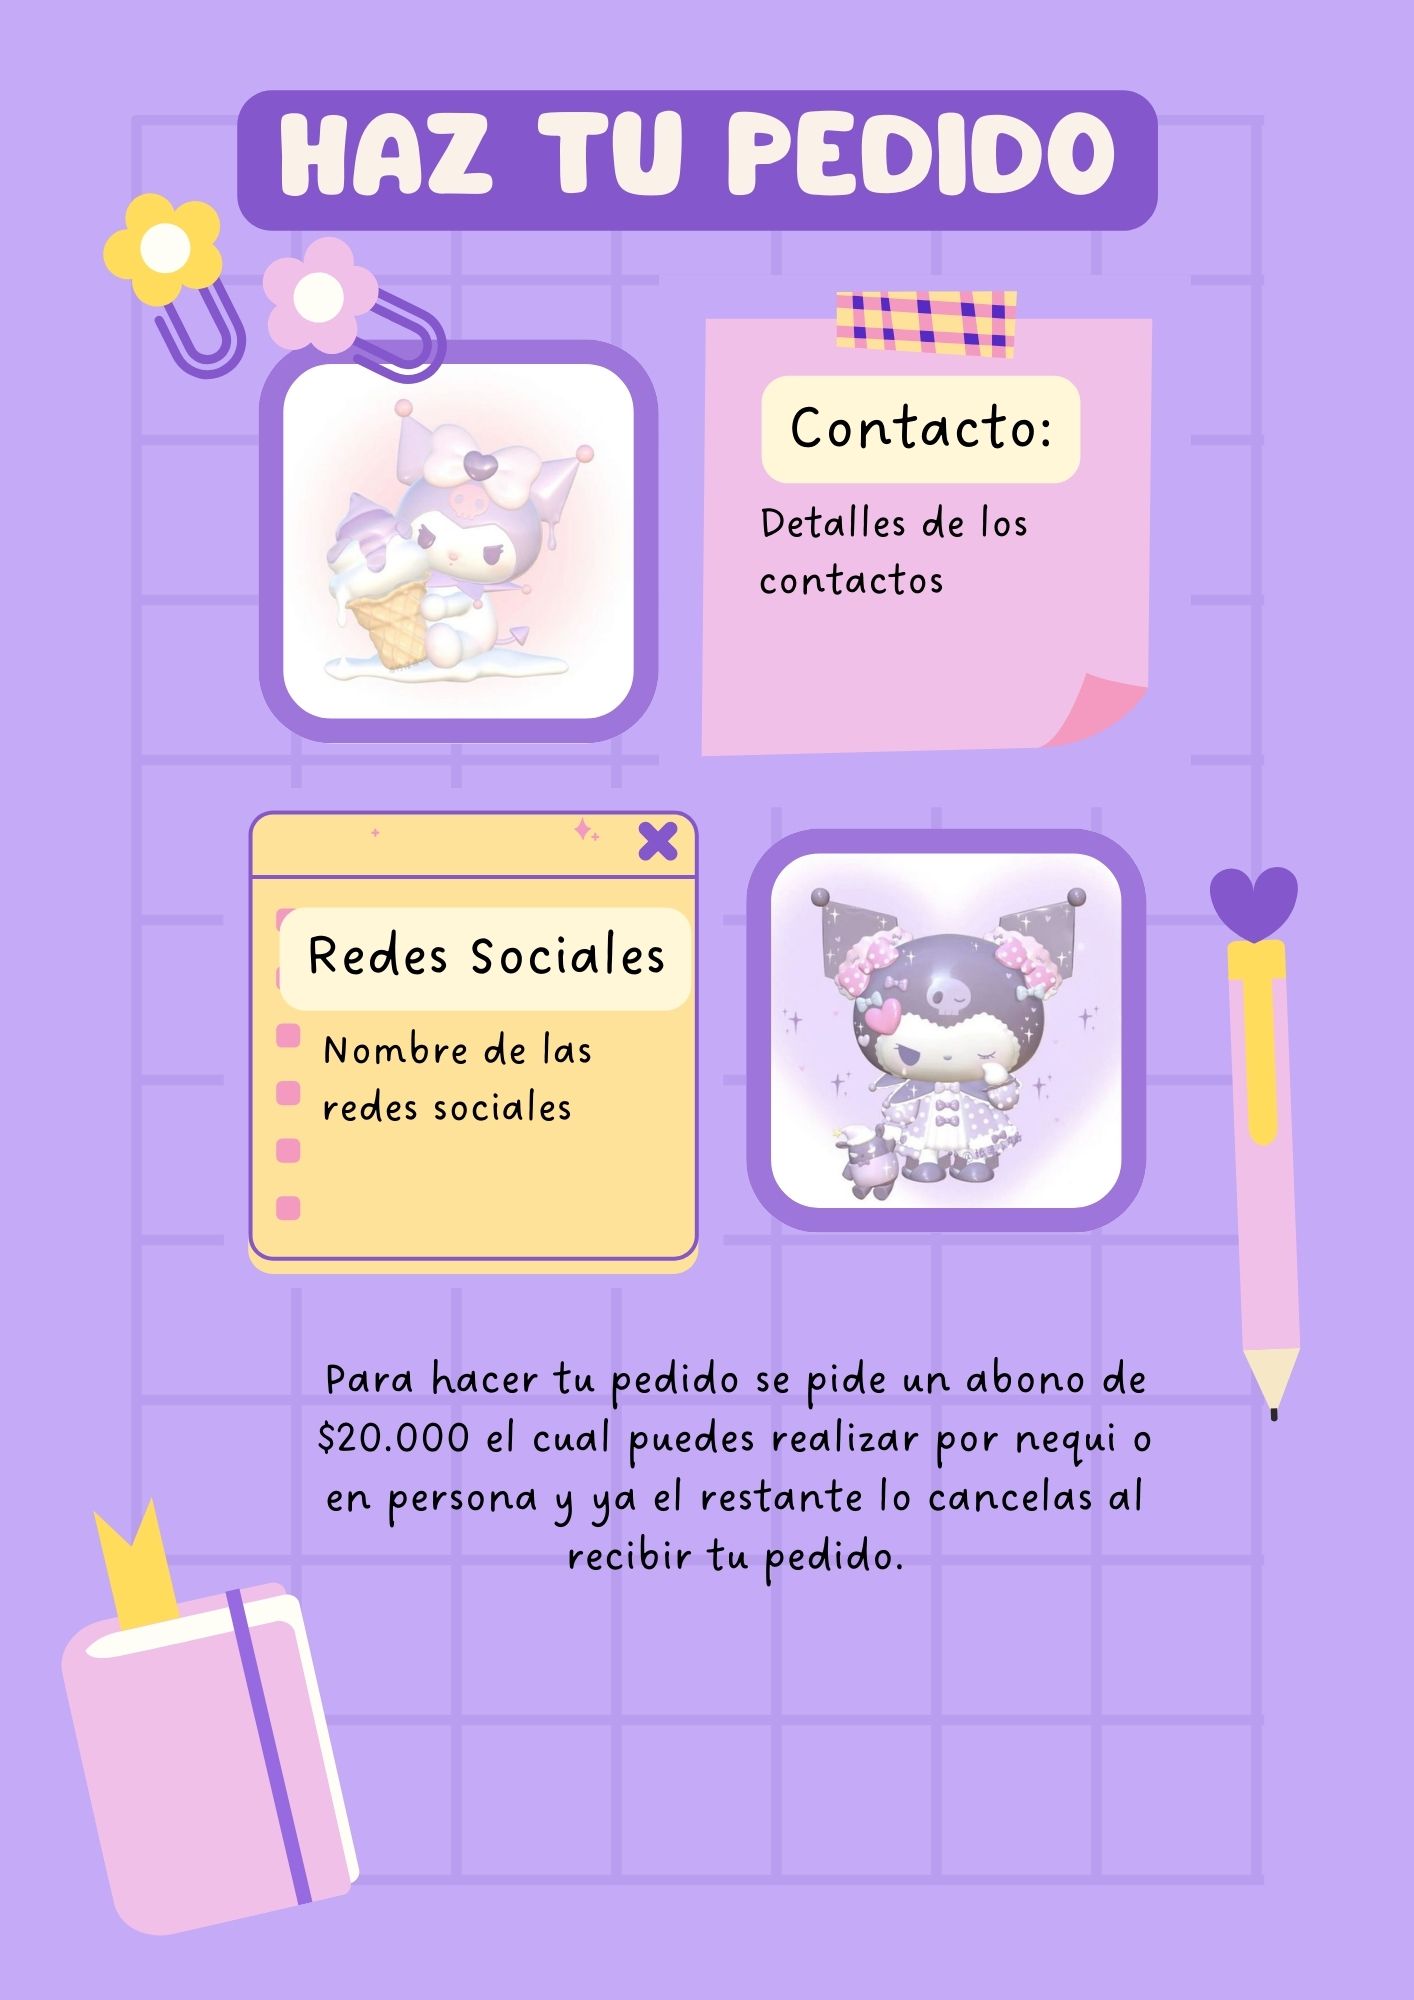 HAZ TU PEDIDO
Contacto:
Detalles de los
contactos
Redes Sociales
Nombre de las
redes sociales
Para hacer tu pedido se pide un abono de
$20.000 el cual puedes realizar por nequi o
en persona y ya el restante lo cancelas al
recibir tu pedido.